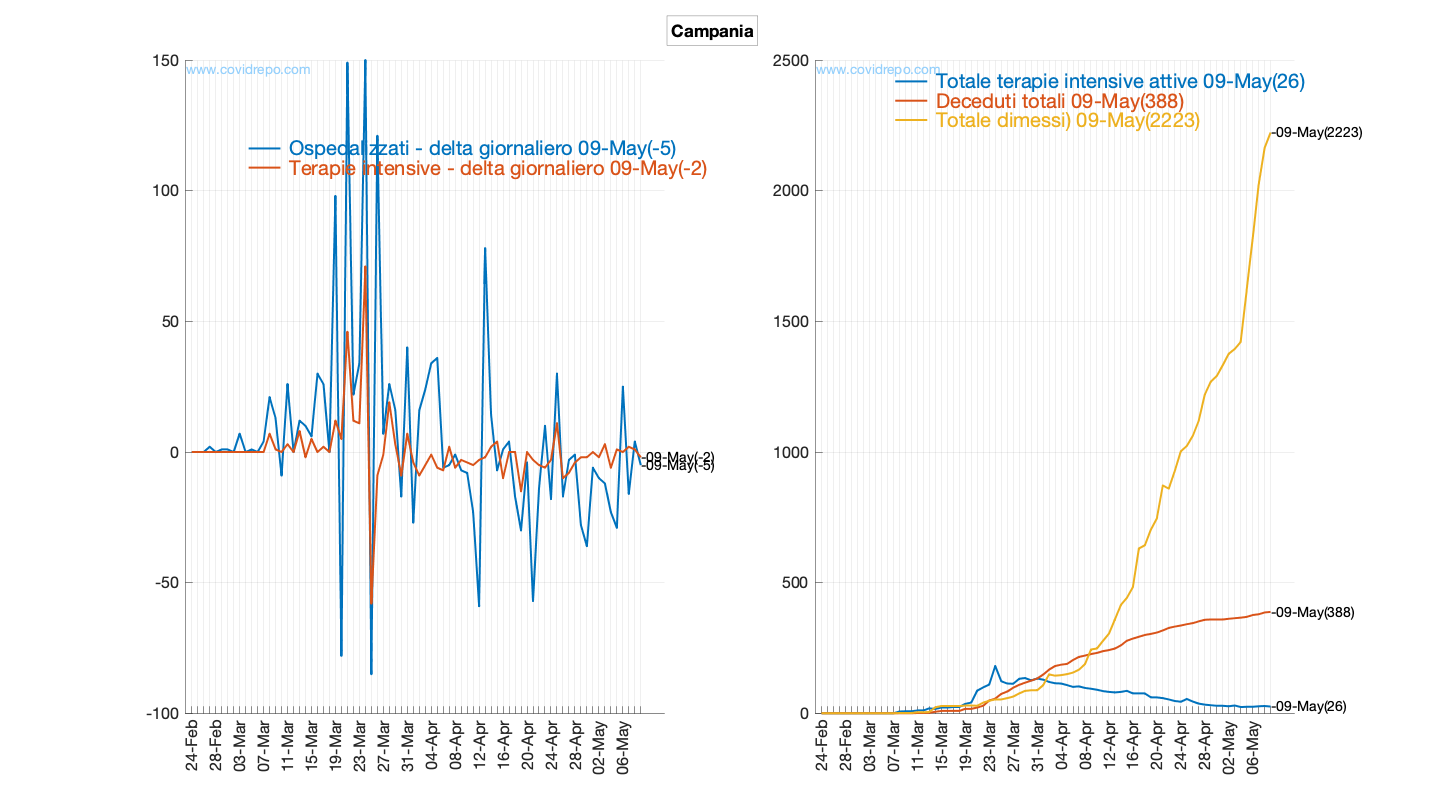 Campania
150
100
50
0
-50
-100
www.covidrepo.com
Ospedalizzati - delta giornaliero 09-May(-5)
Terapie intensive - delta giornaliero 09-May(-2)
-09-May(-2)
-09-May(-5)
24-Feb
28-Feb
03-Mar
07-Mar
11-Mar
15-Mar
19-Mar
23-Mar
27-Mar
31-Mar
04-Apr
08-Apr
12-Apr
16-Apr
20-Apr
24-Apr
28-Apr
02-May
06-May
2500
2000
1500
1000
500
0
www.covidrepo.com
Totale terapie intensive attive 09-May(26)
Deceduti totali 09-May(388)
Totale dimessi) 09-May(2223)
-09-May(2223)
-09-May(388)
-09-May(26)
24-Feb
28-Feb
03-Mar
07-Mar
11-Mar
15-Mar
19-Mar
23-Mar
27-Mar
31-Mar
04-Apr
08-Apr
12-Apr
16-Apr
20-Apr
24-Apr
28-Apr
02-May
06-May